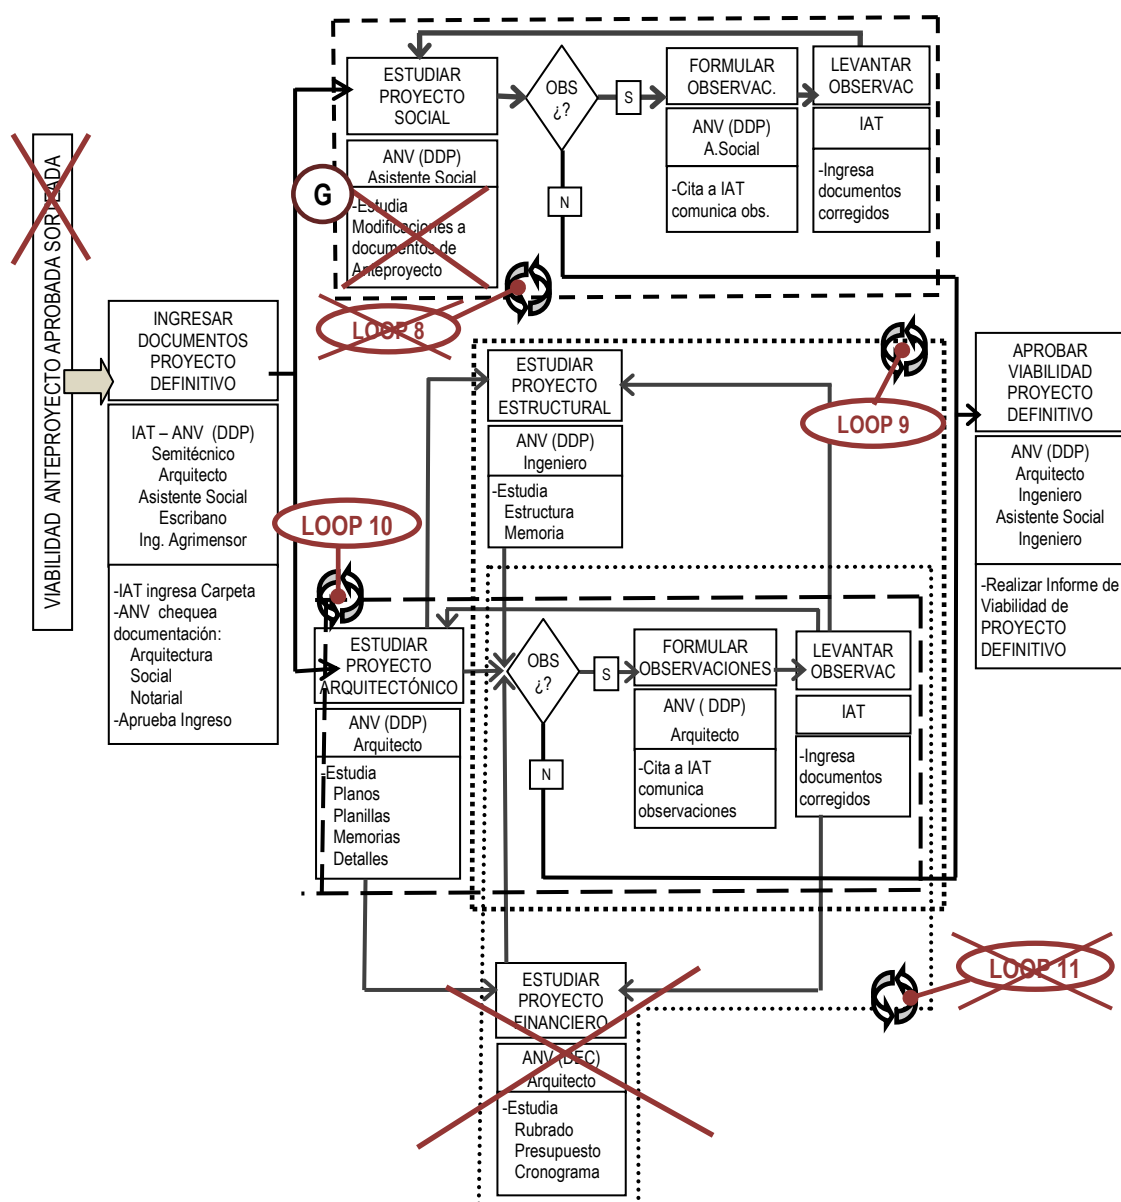 VIABILIDAD ANTEPROYECTO APROBADA SORTEADA
INGRESAR
DOCUMENTOS
PROYECTO
DEFINITIVO
IAT – ANV (DDP)
Semitécnico
Arquitecto
Asistente Social
Escribano
Ing. Agrimensor
-IAT ingresa Carpeta
-ANV chequea
documentación:
Arquitectura
Social
Notarial
-Aprueba Ingreso
ESTUDIAR
PROYECTO
SOCIAL
ANV (DDP)
Asistente Social
G
-Estudia
Modificaciones a
documentos de
Anteproyecto
OBS
¿?
S
N
FORMULAR
OBSERVAC.
ANV (DDP)
A.Social
-Cita a IAT
comunica obs.
LEVANTAR
OBSERVAC
IAT
-Ingresa
documentos
corregidos
LOOP 8
ESTUDIAR
PROYECTO
ESTRUCTURAL
ANV (DDP)
Ingeniero
-Estudia
Estructura
Memoria
LOOP 9
LOOP 10
ESTUDIAR
PROYECTO
ARQUITECTÓNICO
ANV (DDP)
Arquitecto
-Estudia
Planos
Planillas
Memorias
Detalles
OBS
¿?
S
N
FORMULAR
OBSERVACIONES
ANV ( DDP)
Arquitecto
-Cita a IAT
comunica
observaciones
LEVANTAR
OBSERVAC
IAT
-Ingresa
documentos
corregidos
APROBAR
VIABILIDAD
PROYECTO
DEFINITIVO
ANV (DDP)
Arquitecto
Ingeniero
Asistente Social
Ingeniero
-Realizar Informe de
Viabilidad de
PROYECTO
DEFINITIVO
ESTUDIAR
PROYECTO
FINANCIERO
ANV (DEC)
Arquitecto
-Estudia
Rubrado
Presupuesto
Cronograma
LOOP 11